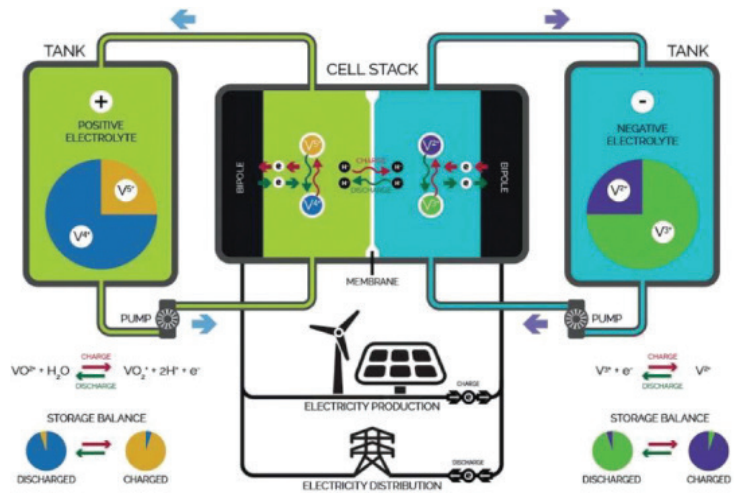 TANK
TANK
CELL STACK
+
-
POSITIVE
ELECTROLYTE
NEGATIVE
ELECTROLYTE
BIPOLE
BIPOLE
V⁵⁺
V⁴⁺
V⁵⁺
V⁴⁺
H⁺
H⁺
CHARGE
H⁺
H⁺
DISCHARGE
e⁻
e⁻
e⁻
e⁻
V²⁺
V³⁺
V²⁺
V³⁺
MEMBRANE
PUMP
PUMP
VO²⁺ + H₂O
CHARGE
DISCHARGE
VO₂⁺ + 2H⁺ + e⁻
V³⁺ + e⁻
CHARGE
DISCHARGE
V²⁺
CHARGE
ELECTRICITY PRODUCTION
DISCHARGE
ELECTRICITY DISTRIBUTION
STORAGE BALANCE
DISCHARGED
CHARGED
STORAGE BALANCE
DISCHARGED
CHARGED